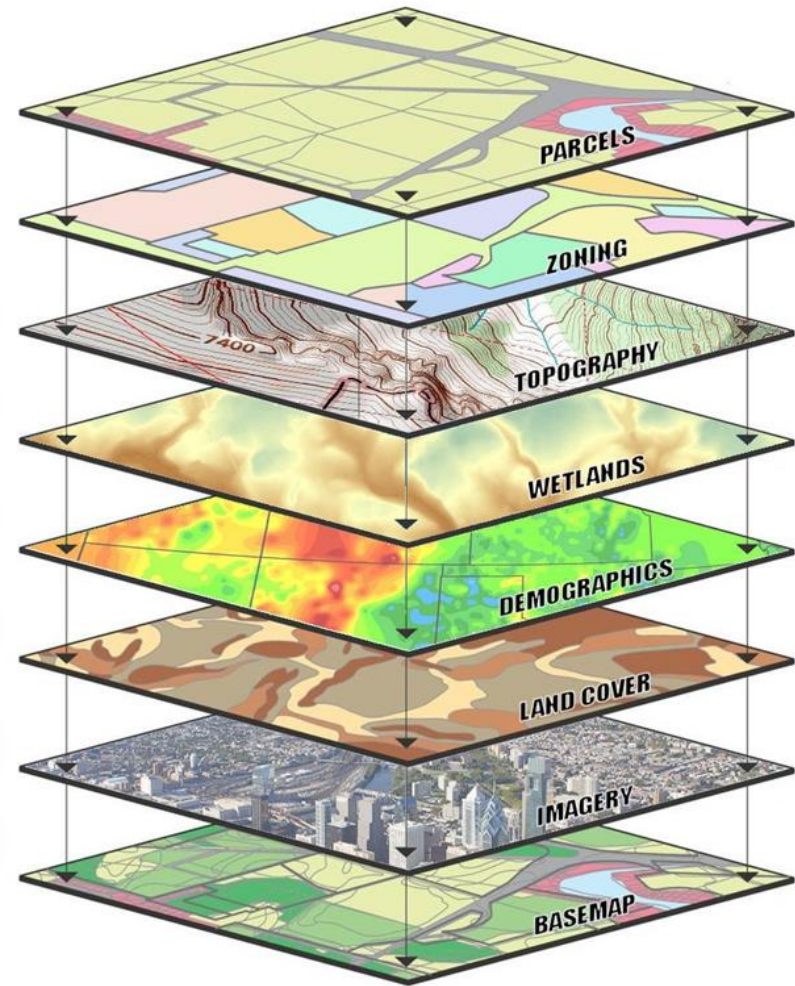 PARCELS
ZONING
7400
TOPOGRAPHY
WETLANDS
DEMOGRAPHICS
LAND COVER
IMAGERY
BASEMAP